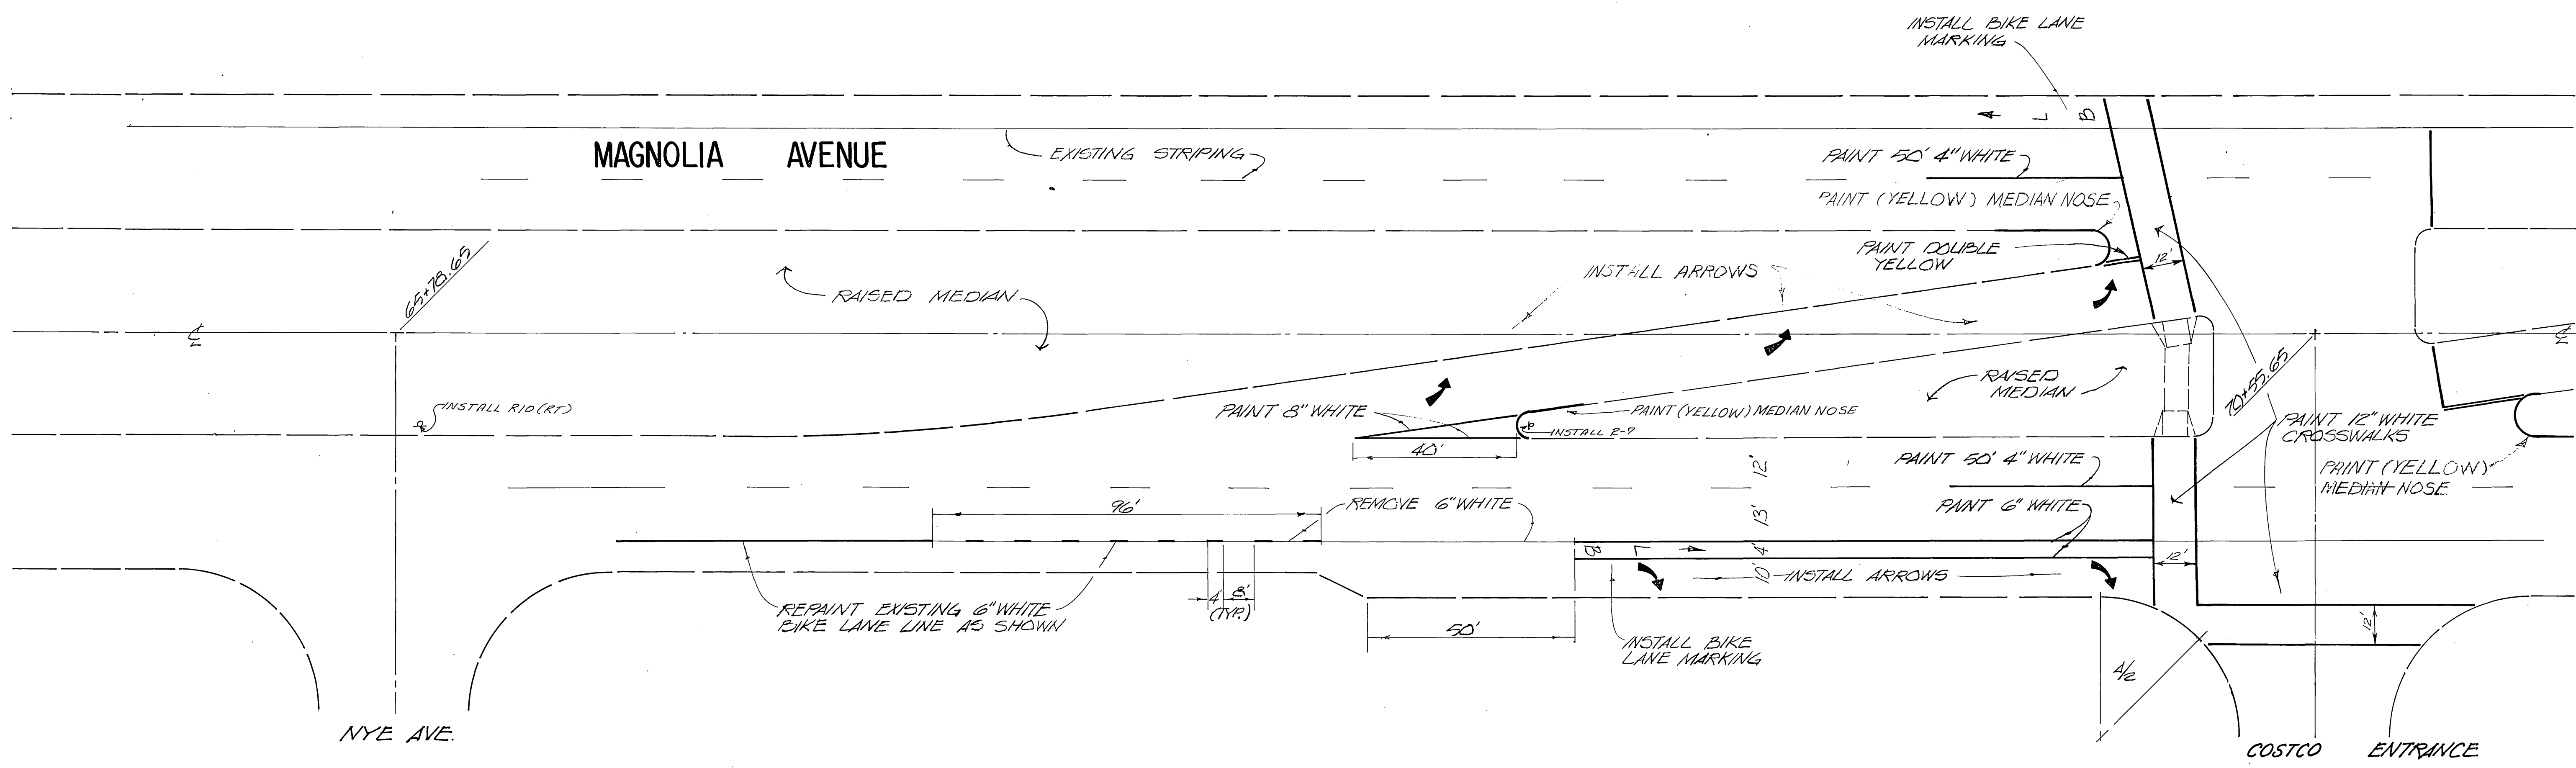 INSTALL BIKE LANE
MARKING
B L
MAGNOLIA AVENUE
EXISTING STRIPING
PAINT 50' 4" WHITE
PAINT (YELLOW) MEDIAN NOSE
PAINT DOUBLE
YELLOW
12'
65+78.65
RAISED MEDIAN
INSTALL ARROWS
℄
℄
RAISED
MEDIAN
70+55.65
INSTALL R10(RT)
PAINT 8" WHITE
PAINT (YELLOW) MEDIAN NOSE
INSTALL R-7
40'
PAINT 12" WHITE
CROSSWALKS
12'
PAINT 50' 4" WHITE
PAINT (YELLOW)
MEDIAN NOSE
96'
REMOVE 6" WHITE
13'
PAINT 6" WHITE
B L
4'
12'
10'
INSTALL ARROWS
4' 8'
(TYP.)
REPAINT EXISTING 6" WHITE
BIKE LANE LINE AS SHOWN
50'
INSTALL BIKE
LANE MARKING
12'
NYE AVE.
COSTCO ENTRANCE